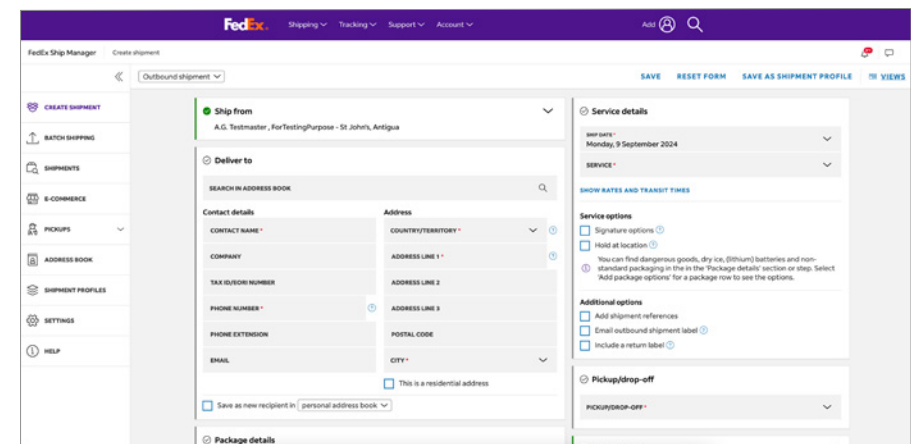 FedEx. Shipping Tracking Support Account Add
FedEx Ship Manager Create shipment
Outbound shipment SAVE RESET FORM SAVE AS SHIPMENT PROFILE VIEWS
CREATE SHIPMENT
BATCH SHIPPING
SHIPMENTS
E-COMMERCE
PICKUPS
ADDRESS BOOK
SHIPMENT PROFILES
SETTINGS
HELP
Ship from
A.G. Testmaster , ForTestingPurpose - St John's, Antigua
Deliver to
SEARCH IN ADDRESS BOOK
Contact details
CONTACT NAME *
COMPANY
TAX ID/EORI NUMBER
PHONE NUMBER *
PHONE EXTENSION
EMAIL
Address
COUNTRY/TERRITORY *
ADDRESS LINE 1 *
ADDRESS LINE 2
ADDRESS LINE 3
POSTAL CODE
CITY *
This is a residential address
Save as new recipient in personal address book
Package details
Service details
SHIP DATE *
Monday, 9 September 2024
SERVICE *
SHOW RATES AND TRANSIT TIMES
Service options
Signature options
Hold at location
You can find dangerous goods, dry ice, (lithium) batteries and non-
standard packaging in the in the 'Package details' section or step. Select
'Add package options' for a package row to see the options.
Additional options
Add shipment references
Email outbound shipment label
Include a return label
Pickup/drop-off
PICKUP/DROP-OFF *